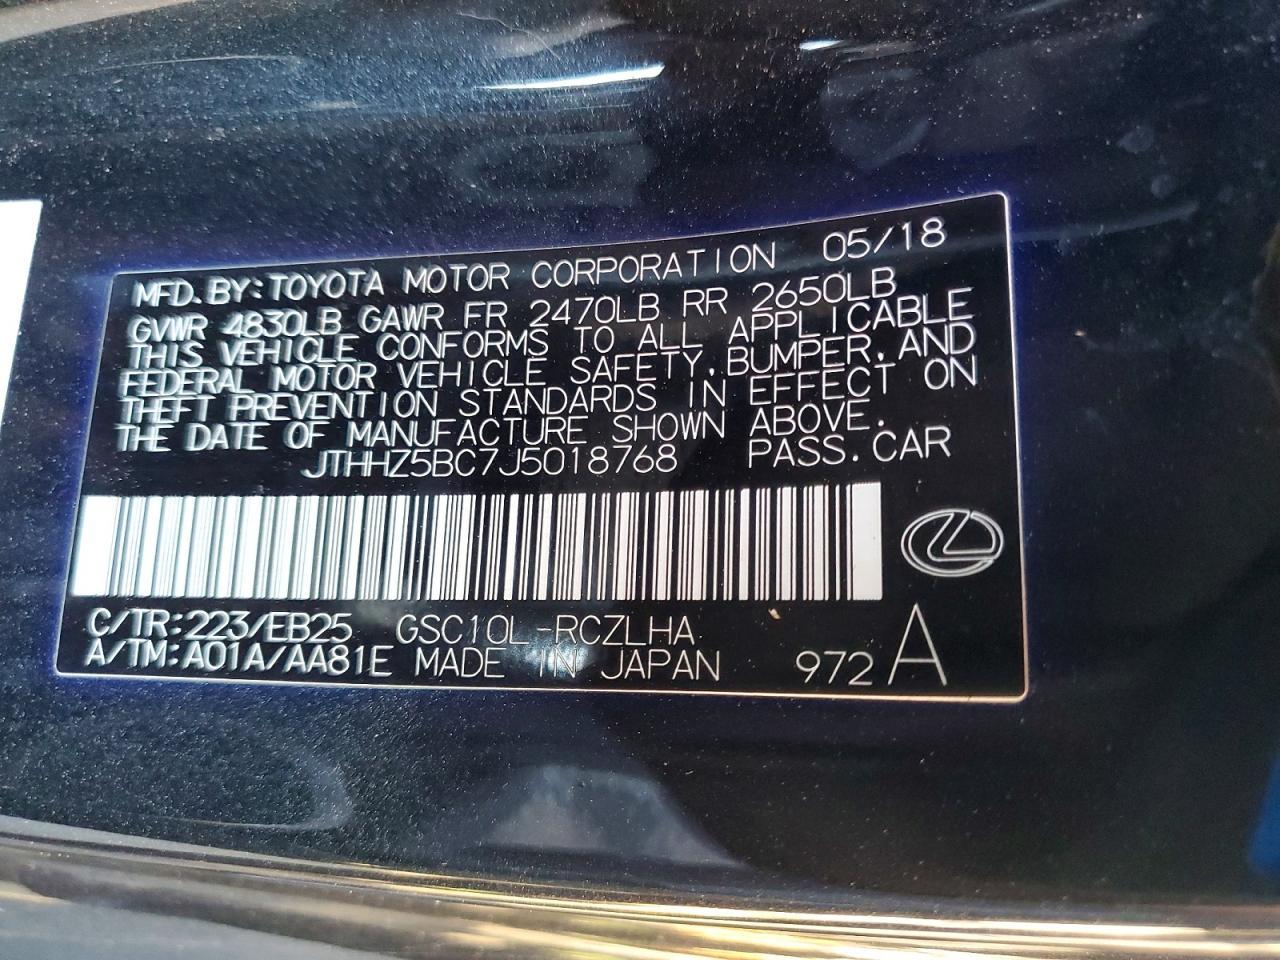 MFD.BY:TOYOTA MOTOR CORPORATION 05/18
GVWR 4830LB GAWR FR 2470LB RR 2650LB
THIS VEHICLE CONFORMS TO ALL APPLICABLE
FEDERAL MOTOR VEHICLE SAFETY,BUMPER,AND
THEFT PREVENTION STANDARDS IN EFFECT ON
THE DATE OF MANUFACTURE SHOWN ABOVE.
JTHHZ5BC7J5018768 PASS.CAR
C/TR:223/EB25 GSC10L-RCZLHA
A/TM:A01A/AA81E MADE IN JAPAN 972 A